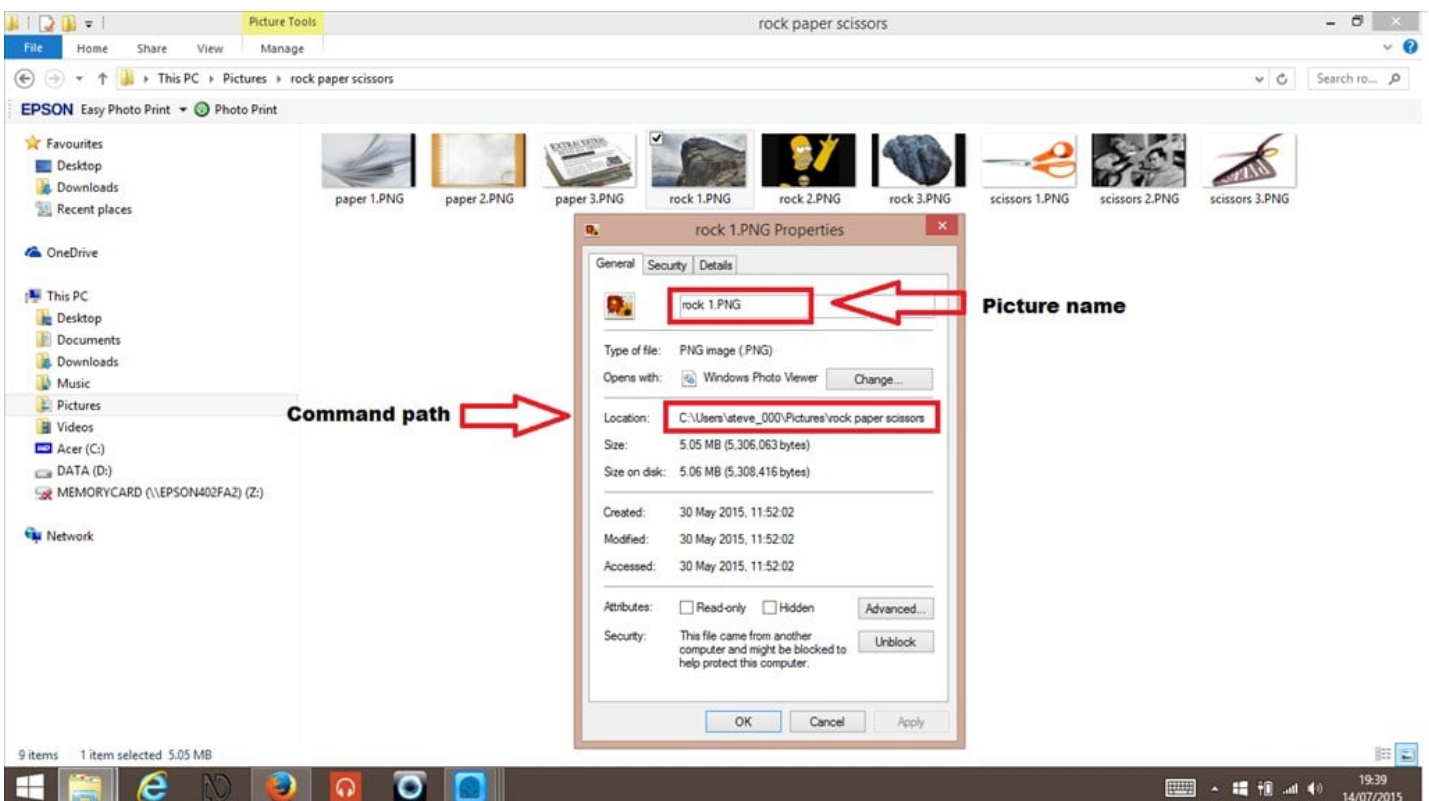 Picture Tools
rock paper scissors
File Home Share View Manage
This PC Pictures rock paper scissors
Search ro...
EPSON Easy Photo Print Photo Print
Favourites
Desktop
Downloads
Recent places
OneDrive
This PC
Desktop
Documents
Downloads
Music
Pictures
Videos
Acer (C:)
DATA (D:)
MEMORYCARD (\\EPSON402FA2) (Z:)
Network
EXTRA! EXTRA!
paper 1.PNG paper 2.PNG paper 3.PNG rock 1.PNG rock 2.PNG rock 3.PNG scissors 1.PNG scissors 2.PNG scissors 3.PNG
rock 1.PNG Properties
General Security Details
rock 1.PNG
Picture name
Type of file: PNG image (.PNG)
Opens with: Windows Photo Viewer Change...
Command path
Location: C:\Users\steve_000\Pictures\rock paper scissors
Size: 5.05 MB (5,306,063 bytes)
Size on disk: 5.06 MB (5,308,416 bytes)
Created: 30 May 2015, 11:52:02
Modified: 30 May 2015, 11:52:02
Accessed: 30 May 2015, 11:52:02
Attributes: Read-only Hidden Advanced...
Security: This file came from another
computer and might be blocked to
help protect this computer.
Unblock
OK Cancel Apply
9 items 1 item selected 5.05 MB
19:39
14/07/2015